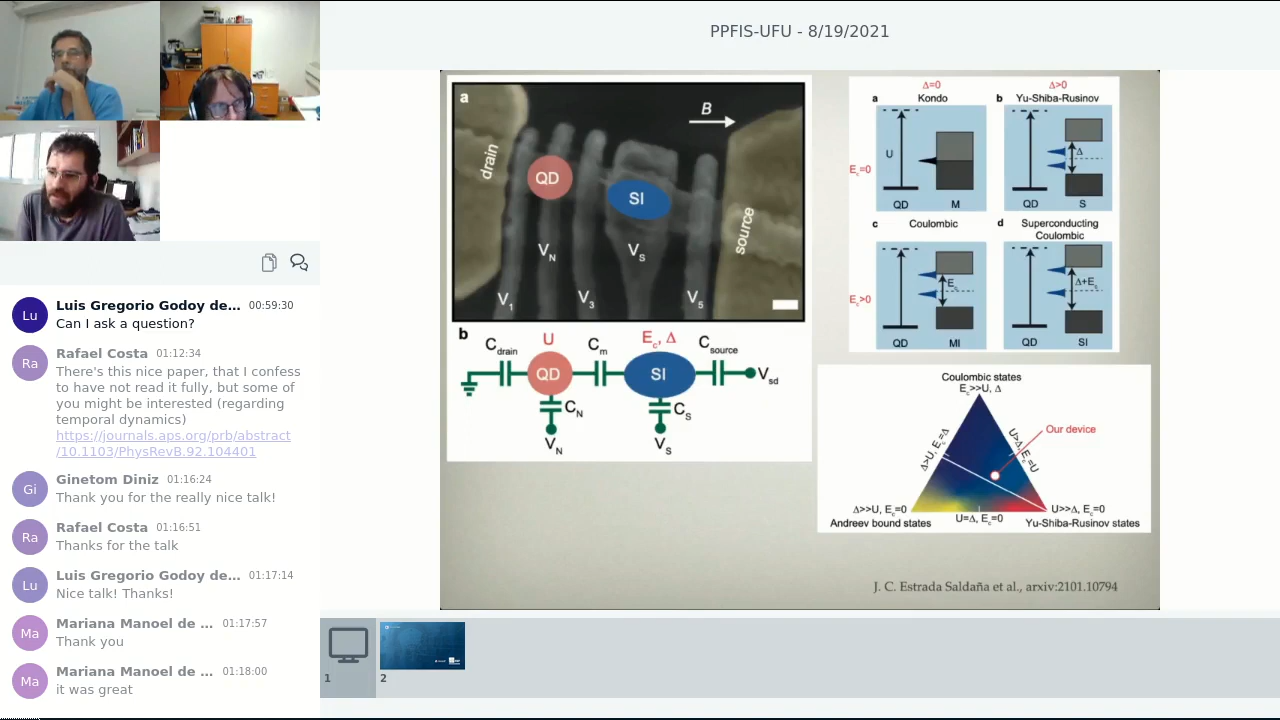 PPFIS-UFU - 8/19/2021
Lu
Luis Gregorio Godoy de... 00:59:30
Can I ask a question?
Ra
Rafael Costa 01:12:34
There's this nice paper, that I confess
to have not read it fully, but some of
you might be interested (regarding
temporal dynamics)
https://journals.aps.org/prb/abstract
/10.1103/PhysRevB.92.104401
Gi
Ginetom Diniz 01:16:24
Thank you for the really nice talk!
Ra
Rafael Costa 01:16:51
Thanks for the talk
Lu
Luis Gregorio Godoy de... 01:17:14
Nice talk! Thanks!
Ma
Mariana Manoel de ... 01:17:57
Thank you
Ma
Mariana Manoel de ... 01:18:00
it was great
a
B
drain
QD
SI
source
VN
VS
V1
V3
V5
b
U
Ec, Δ
Cdrain
Cm
Csource
QD
SI
Vsd
CN
CS
VN
VS
Δ=0
Δ>0
a Kondo
b Yu-Shiba-Rusinov
U
Δ
Ec=0
QD M
QD S
c Coulombic
d Superconducting
Coulombic
Ec
Δ+Ec
Ec>0
QD MI
QD SI
Coulombic states
Ec>>U, Δ
Our device
Δ>U, Ec=Δ
U>Δ, Ec=U
Δ>>U, Ec=0
U=Δ, Ec=0
U>>Δ, Ec=0
Andreev bound states
Yu-Shiba-Rusinov states
J. C. Estrada Saldaña et al., arxiv:2101.10794
1
2